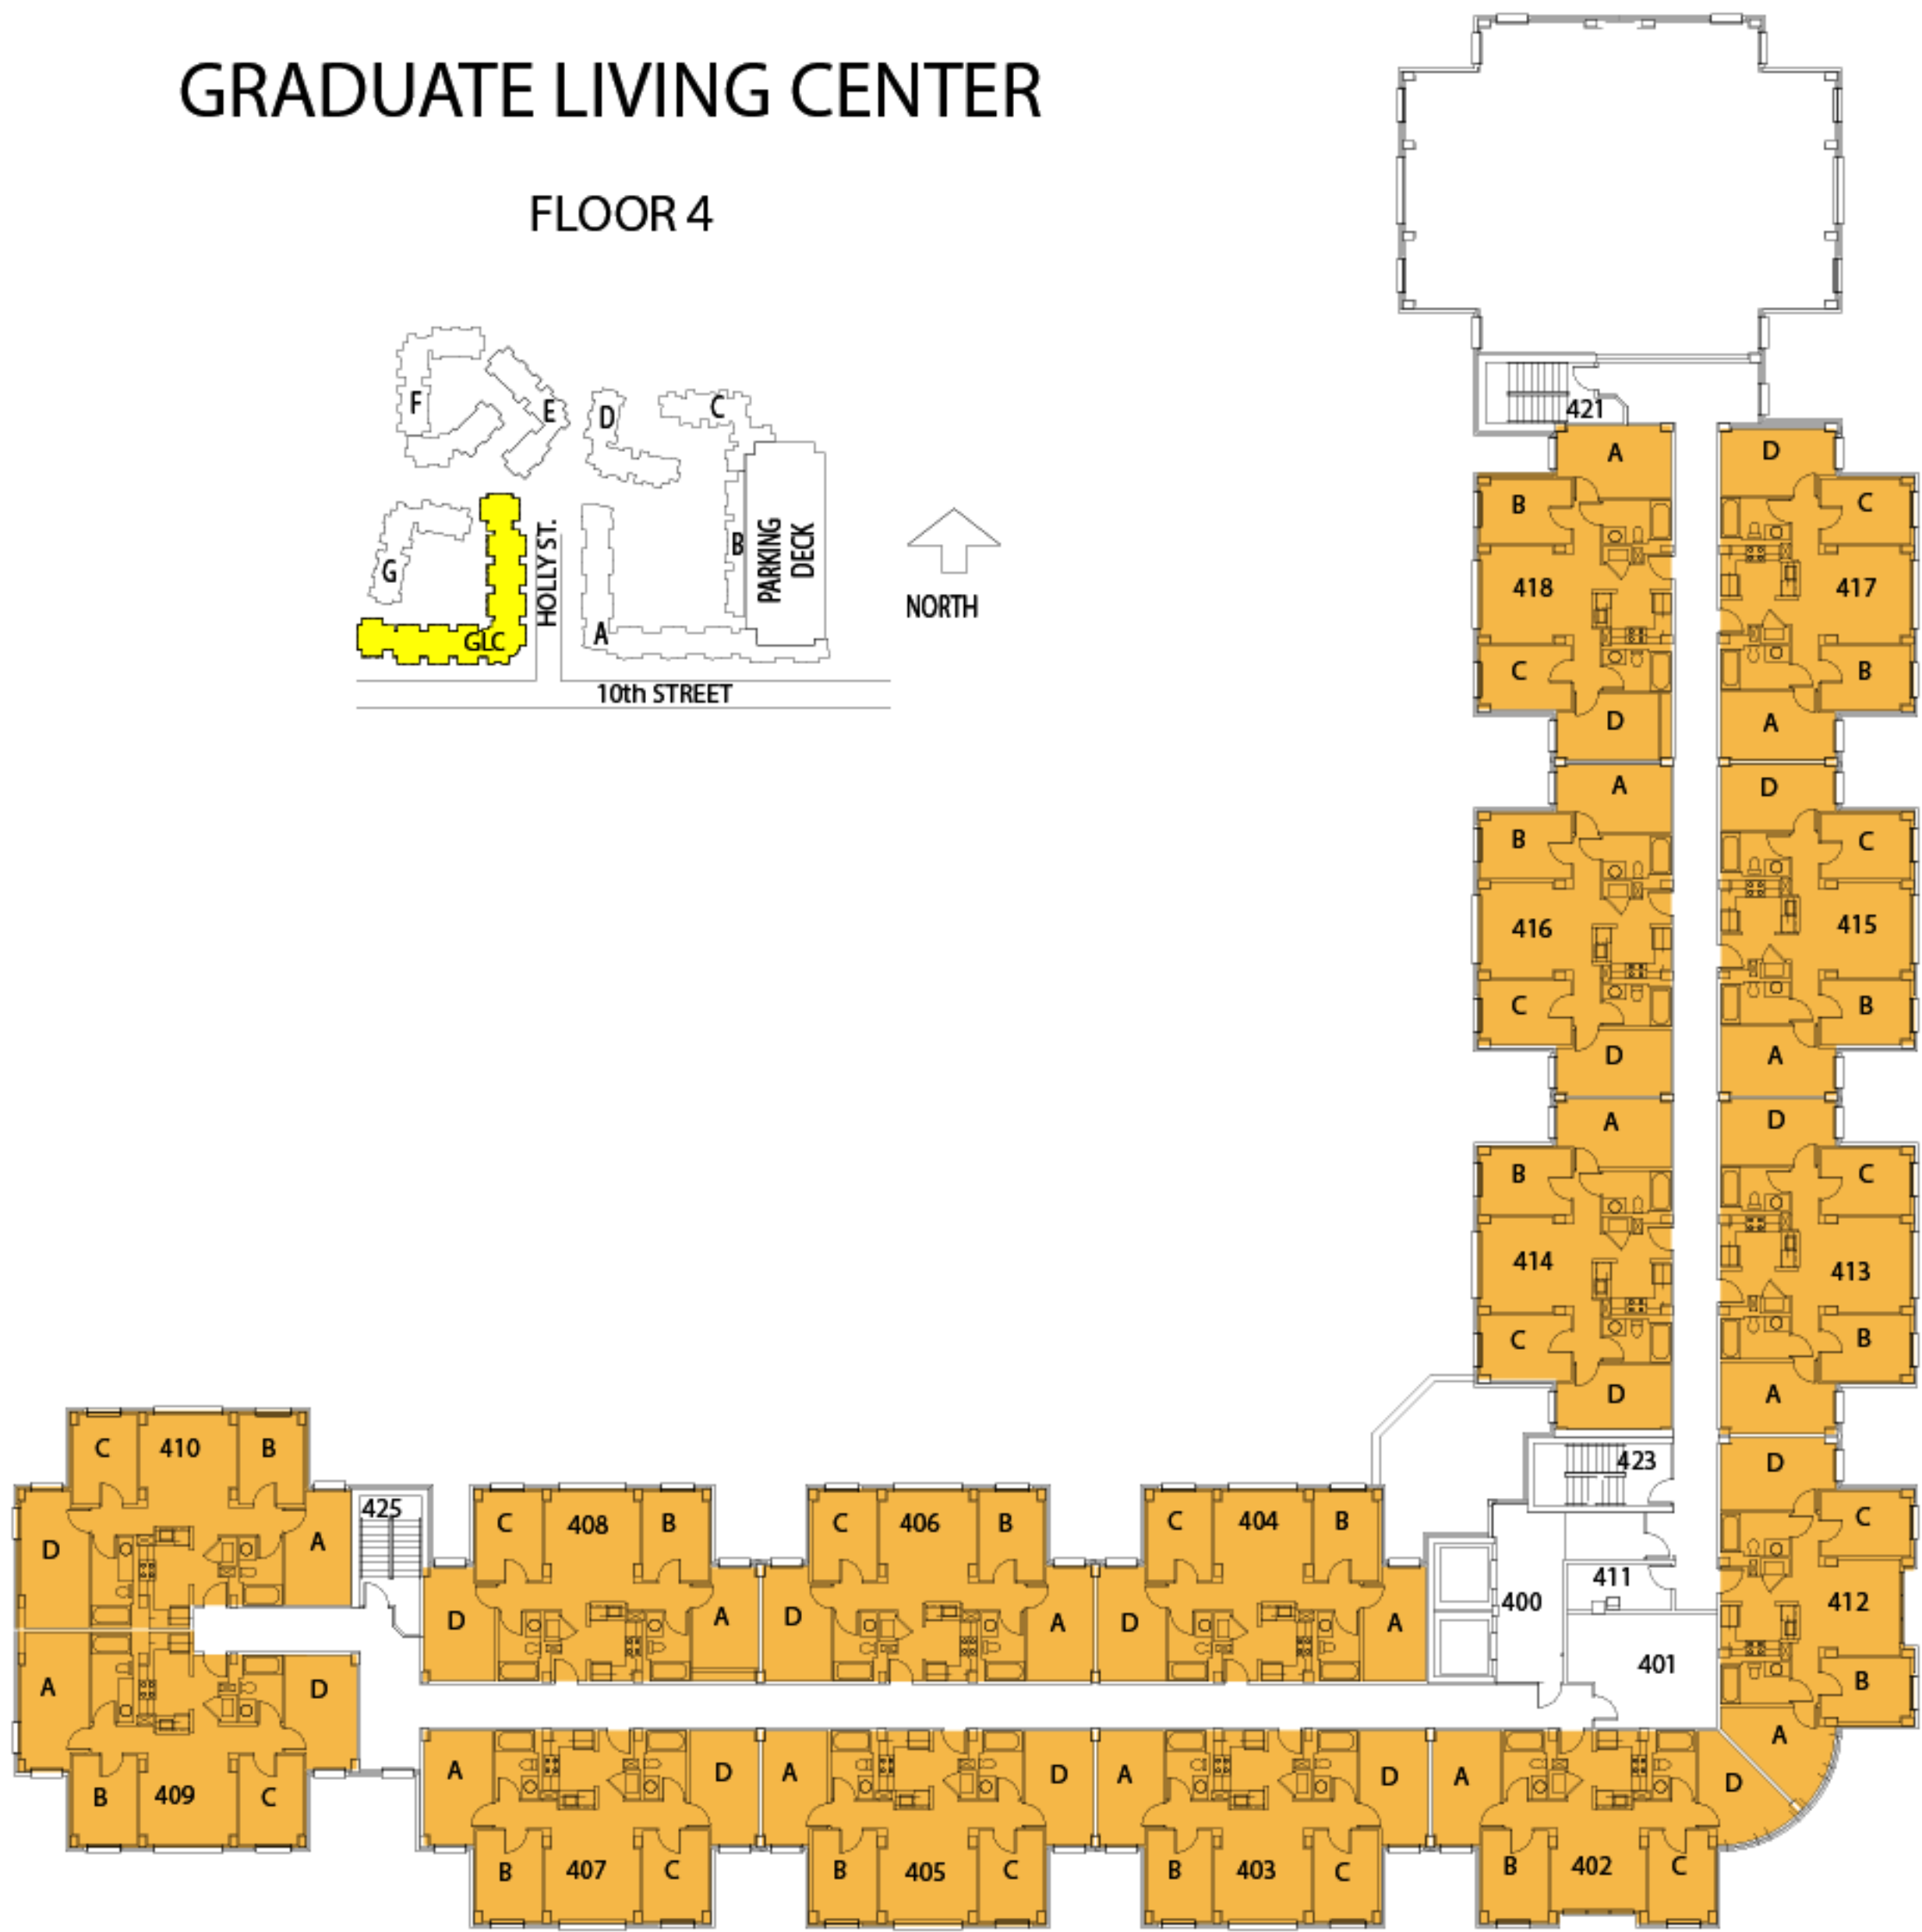 GRADUATE LIVING CENTER
FLOOR 4
F
E
D
C
G
HOLLY ST.
B
PARKING
DECK
GLC
A
NORTH
10th STREET
421
A
D
B
C
418
417
C
B
D
A
A
D
B
C
416
415
C
B
D
A
A
D
B
C
414
413
C
B
D
A
423
D
C
411
412
400
401
B
A
C
410
B
D
A
425
C
408
B
D
A
C
406
B
D
A
C
404
B
D
A
A
D
B
409
C
A
D
B
407
C
A
D
B
405
C
A
D
B
403
C
A
D
B
402
C